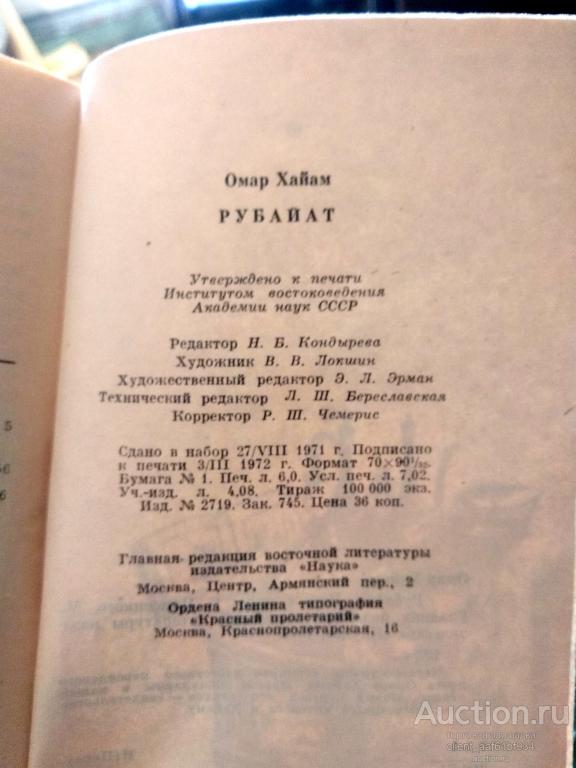 Омар Хайам
РУБАЙАТ
Утверждено к печати
Институтом востоковедения
Академии наук СССР
Редактор Н. Б. Кондырева
Художник В. В. Локшин
Художественный редактор Э. Л. Эрман
Технический редактор Л. Ш. Береславская
Корректор Р. Ш. Чемерис
Сдано в набор 27/VIII 1971 г. Подписано
к печати 3/III 1972 г. Формат 70×90¹/₃₂.
Бумага № 1. Печ. л. 6,0. Усл. печ. л. 7,02.
Уч.-изд. л. 4,08. Тираж 100 000 экз.
Изд. № 2719. Зак. 745. Цена 36 коп.
Главная редакция восточной литературы
издательства «Наука»
Москва, Центр, Армянский пер., 2
Ордена Ленина типография
«Красный пролетарий»
Москва, Краснопролетарская, 16
5
56
6
Auction.ru